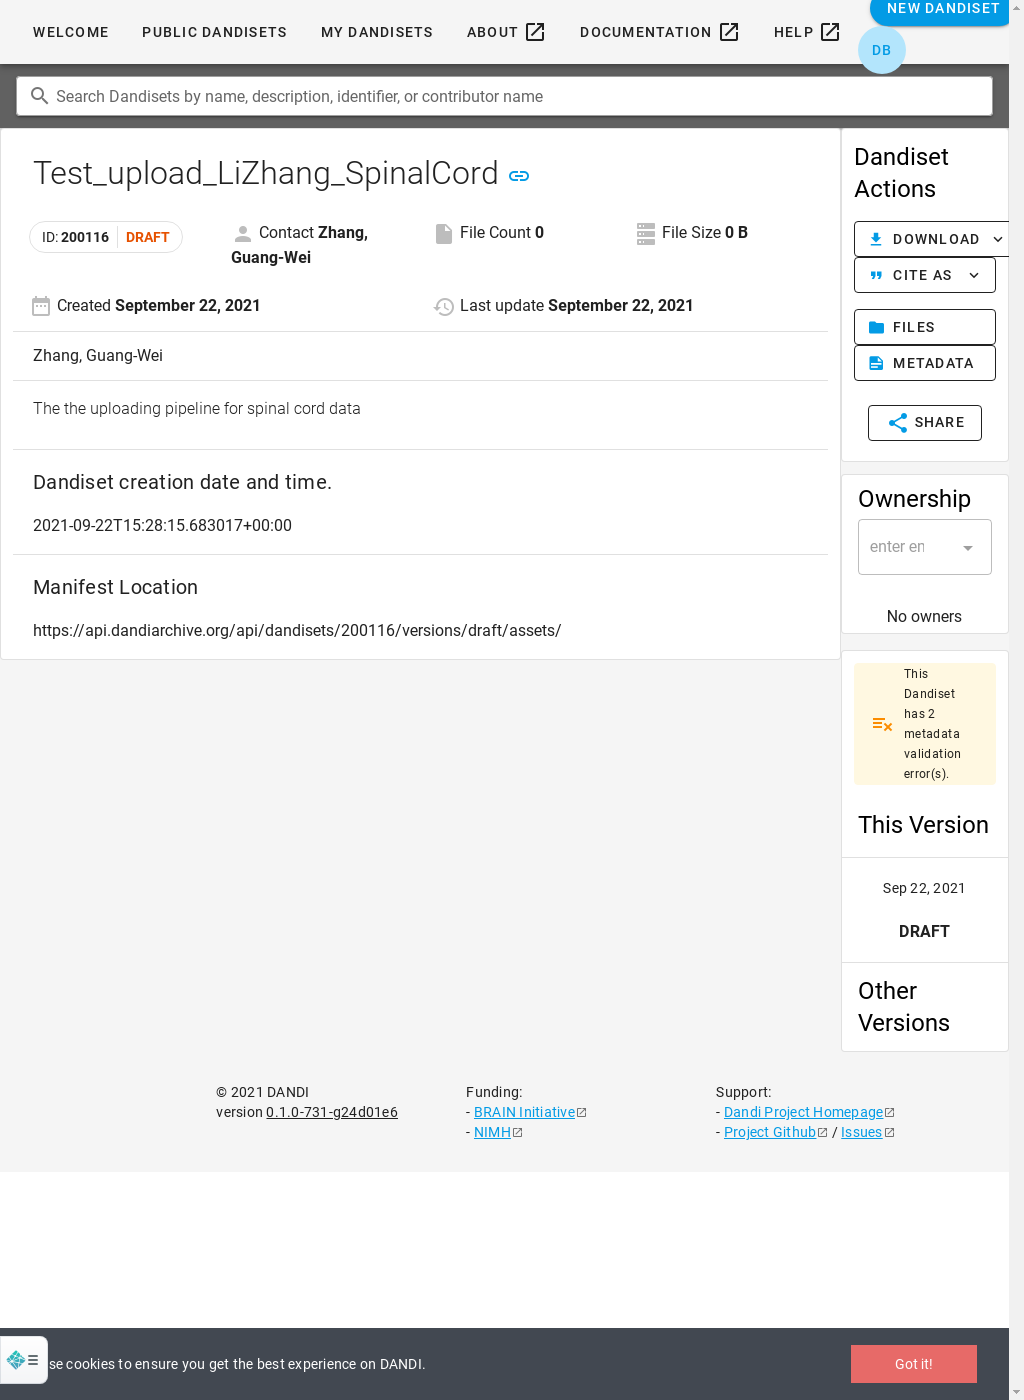 WELCOME PUBLIC DANDISETS MY DANDISETS ABOUT DOCUMENTATION HELP NEW DANDISET
DB
Search Dandisets by name, description, identifier, or contributor name
Test_upload_LiZhang_SpinalCord
ID: 200116 DRAFT
Contact Zhang,
Guang-Wei
File Count 0
File Size 0 B
Created September 22, 2021
Last update September 22, 2021
Zhang, Guang-Wei
The the uploading pipeline for spinal cord data
Dandiset creation date and time.
2021-09-22T15:28:15.683017+00:00
Manifest Location
https://api.dandiarchive.org/api/dandisets/200116/versions/draft/assets/
Dandiset
Actions
DOWNLOAD
CITE AS
FILES
METADATA
SHARE
Ownership
enter
No owners
This
Dandiset
has 2
metadata
validation
error(s).
This Version
Sep 22, 2021
DRAFT
Other
Versions
© 2021 DANDI
version 0.1.0-731-g24d01e6
Funding:
- BRAIN Initiative
- NIMH
Support:
- Dandi Project Homepage
- Project Github / Issues
se cookies to ensure you get the best experience on DANDI.
Got it!